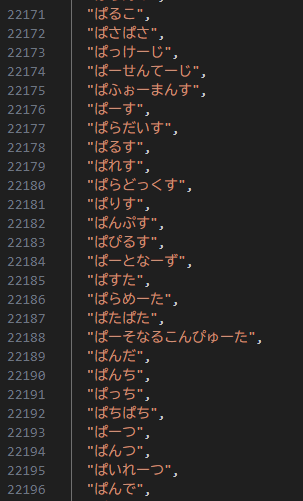 22171 "ぱるこ",
22172 "ぱさぱさ",
22173 "ぱっけーじ",
22174 "ぱーせんてーじ",
22175 "ぱふぉーまんす",
22176 "ぱーす",
22177 "ぱらだいす",
22178 "ぱるす",
22179 "ぱれす",
22180 "ぱらどっくす",
22181 "ぱりす",
22182 "ぱんぷす",
22183 "ぱぴるす",
22184 "ぱーとなーず",
22185 "ぱすた",
22186 "ぱらめーた",
22187 "ぱたぱた",
22188 "ぱーそなるこんぴゅーた",
22189 "ぱんだ",
22190 "ぱんち",
22191 "ぱっち",
22192 "ぱちぱち",
22193 "ぱーつ",
22194 "ぱんつ",
22195 "ぱいれーつ",
22196 "ぱんで",